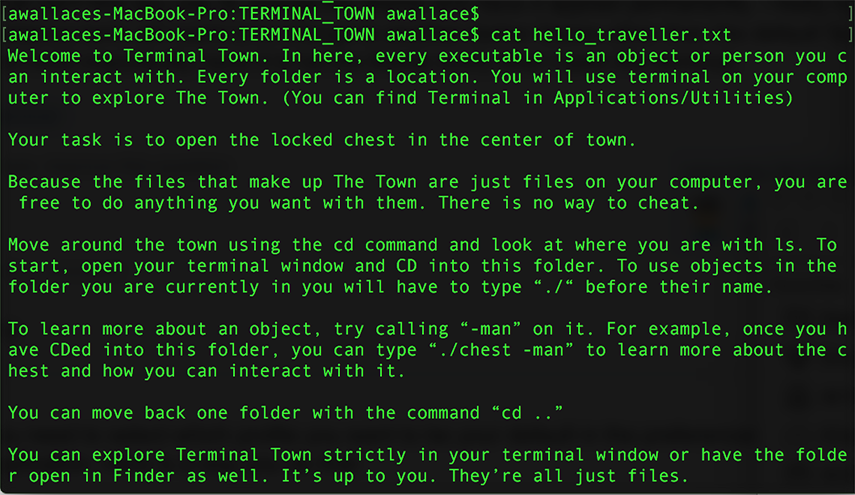 [awallaces-MacBook-Pro:TERMINAL_TOWN awallace$ ]
[awallaces-MacBook-Pro:TERMINAL_TOWN awallace$ cat hello_traveller.txt ]
Welcome to Terminal Town. In here, every executable is an object or person you c
an interact with. Every folder is a location. You will use terminal on your comp
uter to explore The Town. (You can find Terminal in Applications/Utilities)
Your task is to open the locked chest in the center of town.
Because the files that make up The Town are just files on your computer, you are
free to do anything you want with them. There is no way to cheat.
Move around the town using the cd command and look at where you are with ls. To
start, open your terminal window and CD into this folder. To use objects in the
folder you are currently in you will have to type “./“ before their name.
To learn more about an object, try calling “-man” on it. For example, once you h
ave CDed into this folder, you can type “./chest -man” to learn more about the c
hest and how you can interact with it.
You can move back one folder with the command “cd ..”
You can explore Terminal Town strictly in your terminal window or have the folde
r open in Finder as well. It’s up to you. They’re all just files.